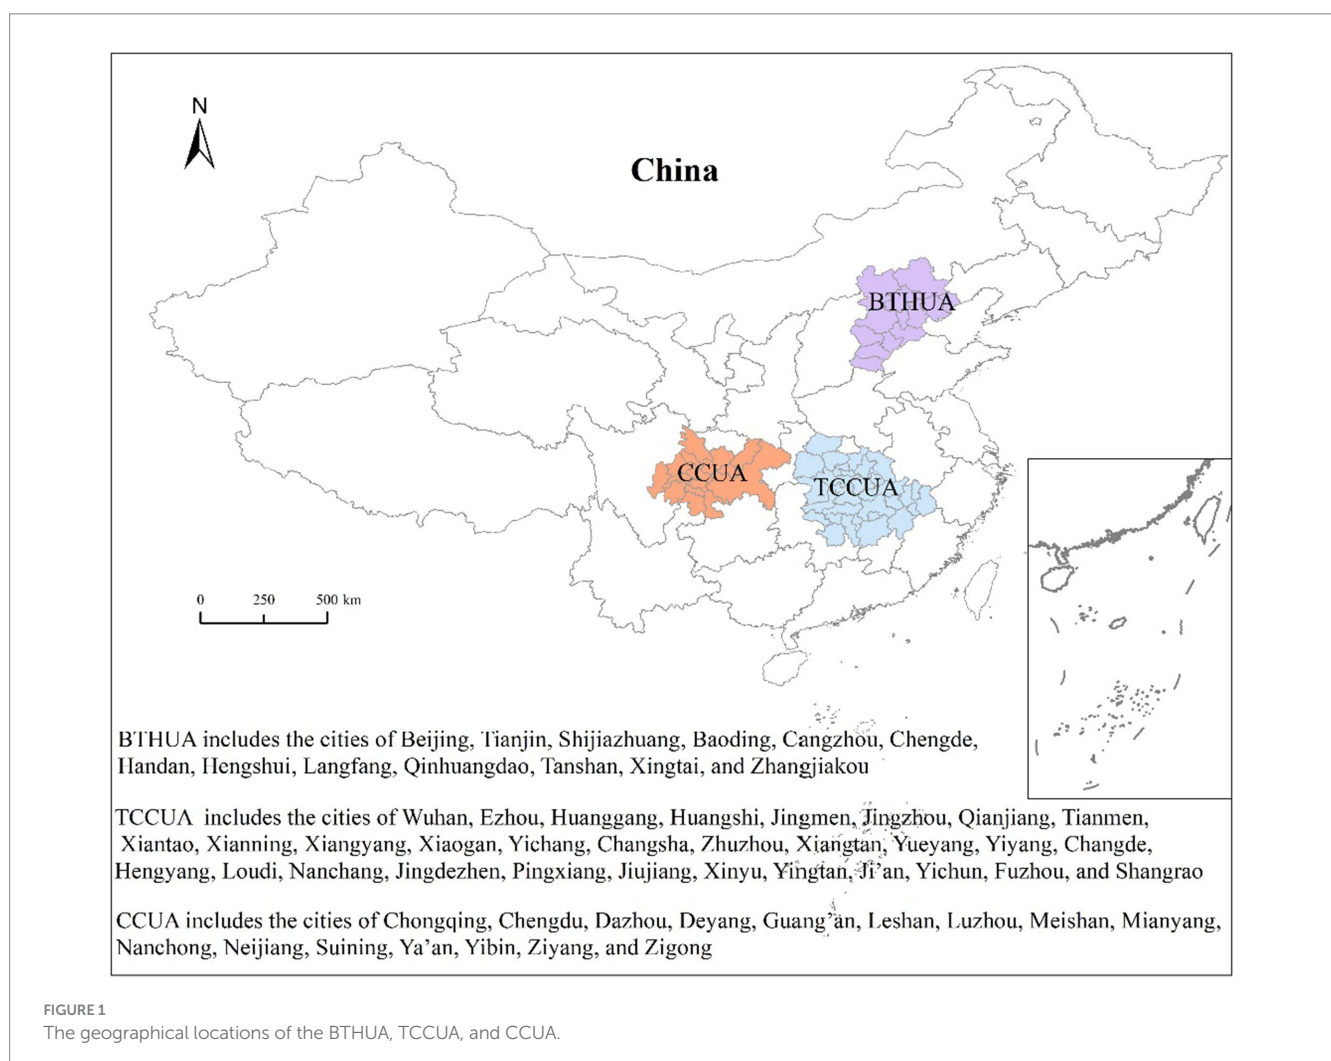 N
China
BTHUA
CCUA
TCCUA
0 250 500 km
BTHUA includes the cities of Beijing, Tianjin, Shijiazhuang, Baoding, Cangzhou, Chengde,
Handan, Hengshui, Langfang, Qinhuangdao, Tanshan, Xingtai, and Zhangjiakou
TCCUA includes the cities of Wuhan, Ezhou, Huanggang, Huangshi, Jingmen, Jingzhou, Qianjiang, Tianmen,
Xiantao, Xianning, Xiangyang, Xiaogan, Yichang, Changsha, Zhuzhou, Xiangtan, Yueyang, Yiyang, Changde,
Hengyang, Loudi, Nanchang, Jingdezhen, Pingxiang, Jiujiang, Xinyu, Yingtan, Ji’an, Yichun, Fuzhou, and Shangrao
CCUA includes the cities of Chongqing, Chengdu, Dazhou, Deyang, Guang’an, Leshan, Luzhou, Meishan, Mianyang,
Nanchong, Neijiang, Suining, Ya’an, Yibin, Ziyang, and Zigong
FIGURE 1
The geographical locations of the BTHUA, TCCUA, and CCUA.